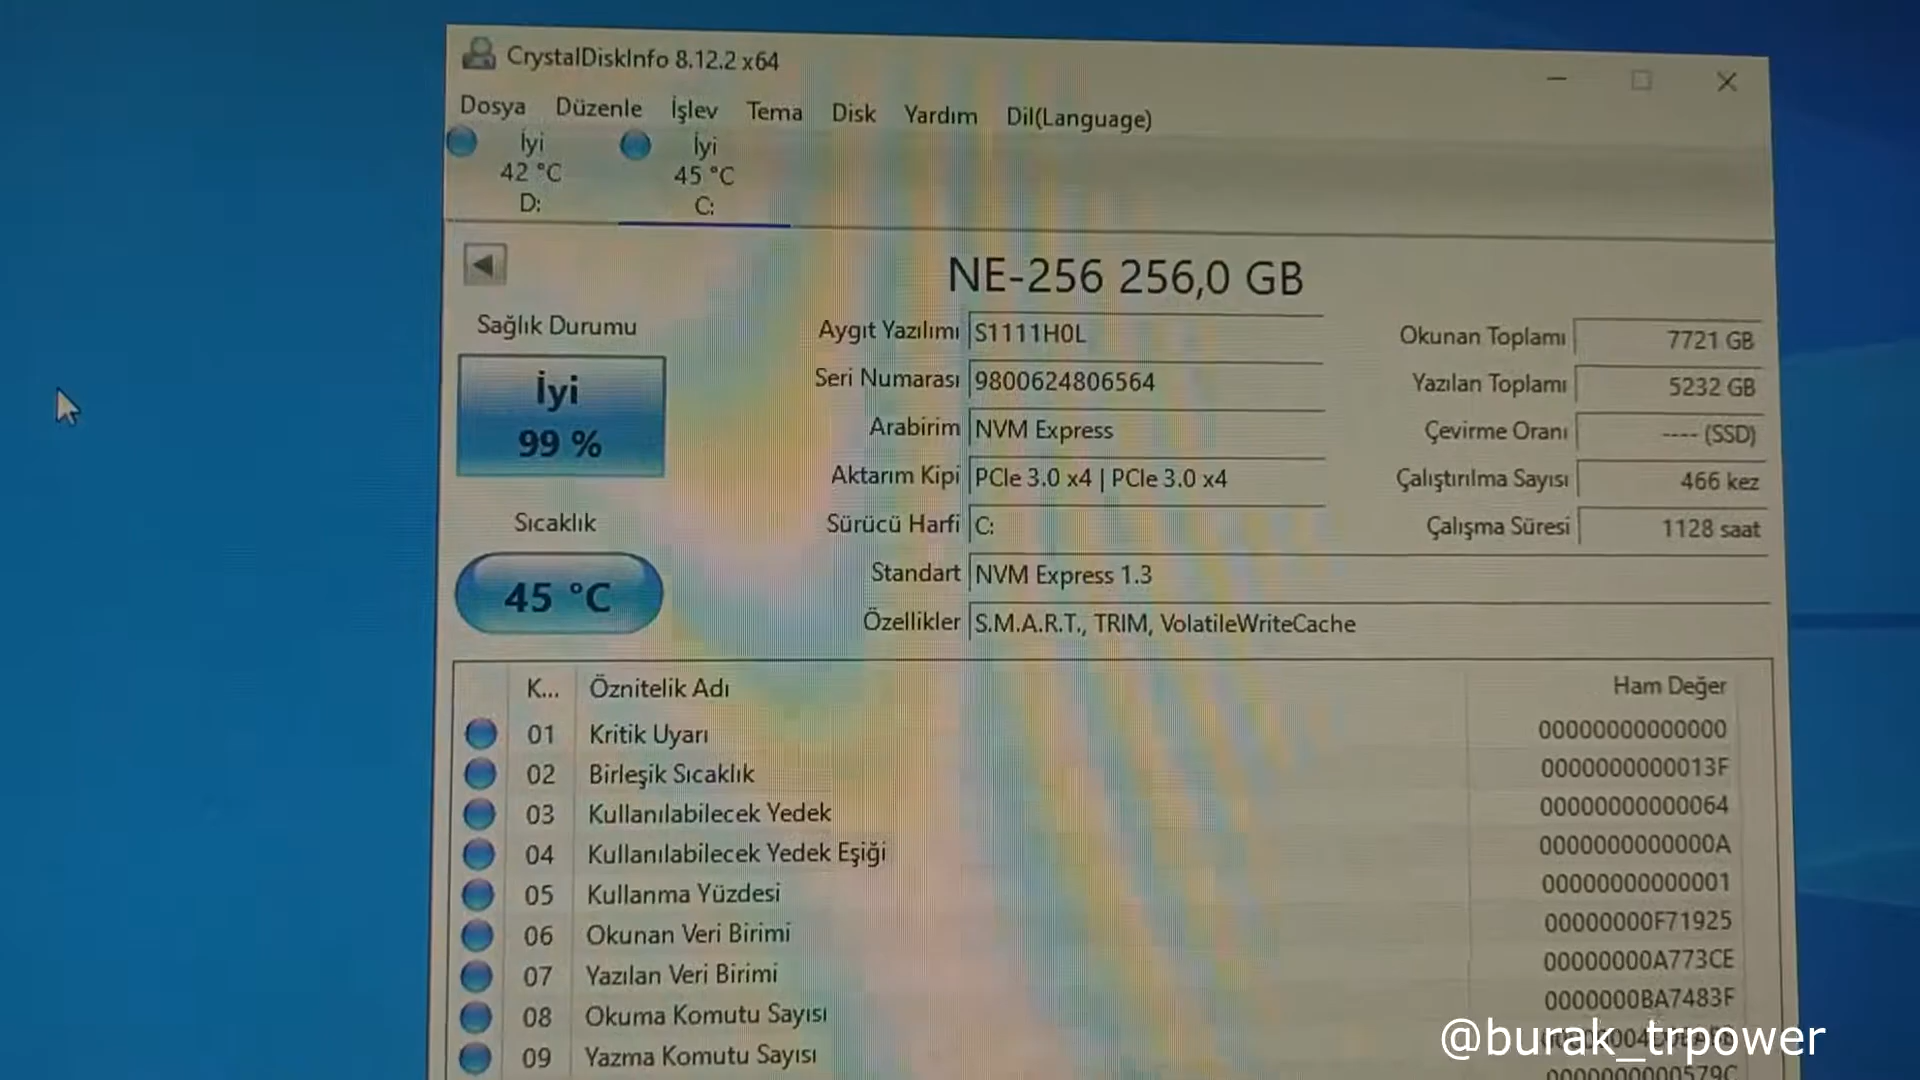 CrystalDiskInfo 8.12.2 x64
Dosya Düzenle İşlev Tema Disk Yardım Dil(Language)
İyi İyi
42 °C 45 °C
D: C:
NE-256 256,0 GB
Sağlık Durumu
İyi
99 %
Sıcaklık
45 °C
Aygıt Yazılımı S1111H0L
Seri Numarası 9800624806564
Arabirim NVM Express
Aktarım Kipi PCIe 3.0 x4 | PCIe 3.0 x4
Sürücü Harfi C:
Standart NVM Express 1.3
Özellikler S.M.A.R.T., TRIM, VolatileWriteCache
Okunan Toplamı 7721 GB
Yazılan Toplamı 5232 GB
Çevirme Oranı ---- (SSD)
Çalıştırılma Sayısı 466 kez
Çalışma Süresi 1128 saat
K... Öznitelik Adı Ham Değer
01 Kritik Uyarı 00000000000000
02 Birleşik Sıcaklık 0000000000013F
03 Kullanılabilecek Yedek 00000000000064
04 Kullanılabilecek Yedek Eşiği 0000000000000A
05 Kullanma Yüzdesi 00000000000001
06 Okunan Veri Birimi 00000000F71925
07 Yazılan Veri Birimi 00000000A773CE
08 Okuma Komutu Sayısı 0000000BA7483F
09 Yazma Komutu Sayısı
@burak_trpower